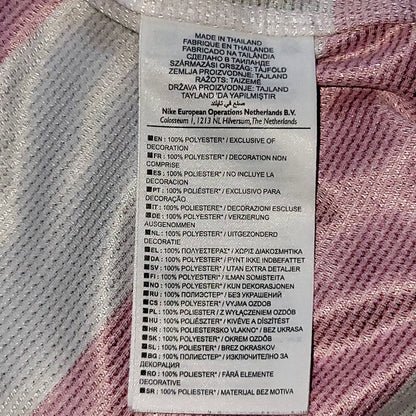 MADE IN THAILAND
FABRIQUE EN THAÏLANDE
FABRICADO NA TAILÂNDIA
СДЕЛАНО В ТАИЛАНДЕ
SZÁRMAZÁSI ORSZÁG: TÁJFÖLD
ZEMLJA PROIZVODNJE: TAJLAND
RAŽOTS: TAIZEME
DRŽAVA PROIZVODNJE: TAJSKA
TAYLAND'DA YAPILMIŞTIR
صنع في تايلند
Nike European Operations Netherlands B.V.
Colosseum 1, 1213 NL Hilversum, The Netherlands
EN : 100% POLYESTER* / EXCLUSIVE OF
DECORATION
FR : 100% POLYESTER* / DECORATION NON
COMPRISE
ES : 100% POLIESTER* / NO INCLUYE LA
DECORACION
PT : 100% POLIÉSTER* / EXCLUSIVO PARA
DECORAÇÃO
IT : 100% POLIESTERE* / DECORAZIONI ESCLUSE
DE : 100% POLYESTER* / VERZIERUNG
AUSGENOMMEN
NL : 100% POLYESTER* / UITGEZONDERD
DECORATIE
EL : 100% ΠΟΛΥΕΣΤΕΡΑΣ* / ΧΩΡΙΣ ΔΙΑΚΟΣΜΗΤΙΚΑ
DA : 100% POLYESTER* / PYNT IKKE INDBEFATTET
SV : 100% POLYESTER* / UTAN EXTRA DETALJER
FI : 100% POLYESTERI* / ILMAN SOMISTEITA
NO : 100% POLYESTER* / KUN DEKORASJONEN
RU : 100% ПОЛИЭСТЕР* / БЕЗ УКРАШЕНИЙ
CS : 100% POLYESTER* / VYJMA OZDOB
PL : 100% POLIESTER* / Z WYŁĄCZENIEM OZDÓB
HU : 100% POLIÉSZTER* / KIVÉVE A DÍSZÍTÉST
HR : 100% POLIESTERSKO VLAKNO* / BEZ UKRASA
SK : 100% POLYESTER* / OKREM OZDÔB
SL : 100% POLIESTER* / BREZ OKRASKOV
BG : 100% ПОЛИЕСТЕР* / ИЗКЛЮЧЕНИЕ ЗА
ДЕКОРАЦИЯ
RO : 100% POLIESTER* / FĂRĂ ELEMENTE
DECORATIVE
SR : 100% POLIESTER* / MATERIJAL BEZ MOTIVA